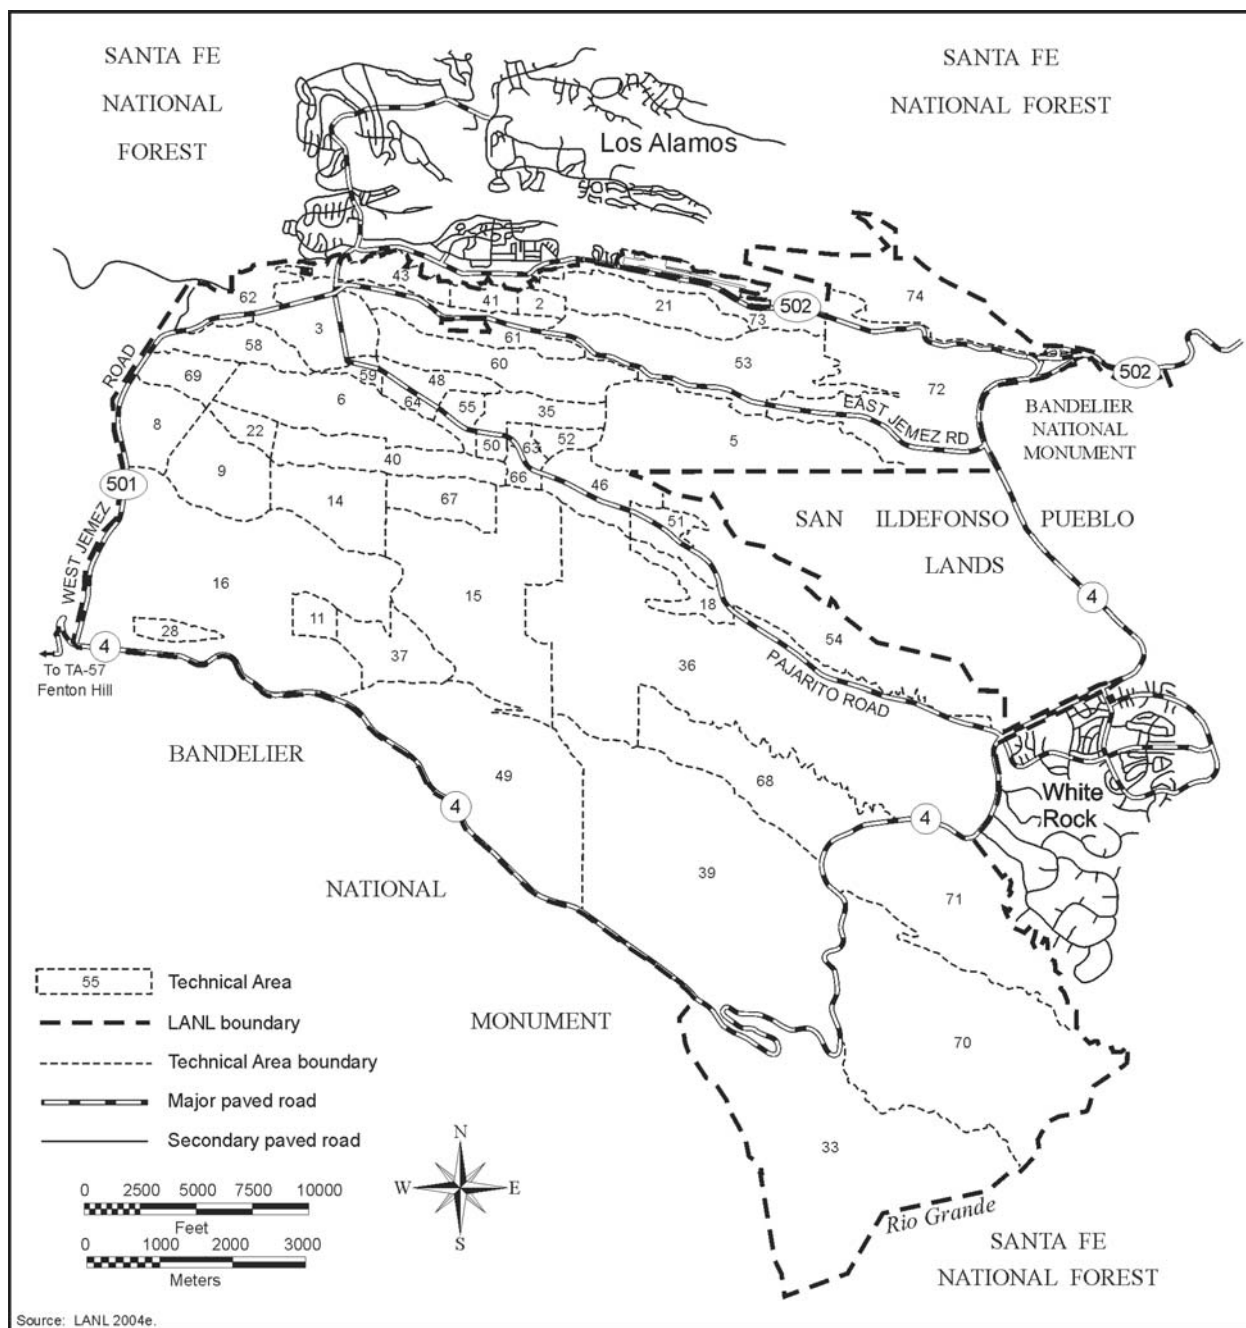 SANTA FE
NATIONAL
FOREST
SANTA FE
NATIONAL FOREST
Los Alamos
43
62
41
2
21
73
502
74
3
61
58
60
53
502
ROAD
69
59
48
6
64
55
35
EAST JEMEZ RD
72
BANDELIER
NATIONAL
MONUMENT
8
22
50
63
52
5
9
40
66
46
501
14
67
51
SAN ILDEFONSO PUEBLO
LANDS
WEST JEMEZ
16
15
18
4
11
28
54
4
37
36
To TA-57
Fenton Hill
PAJARITO ROAD
BANDELIER
49
68
White
Rock
4
4
39
NATIONAL
71
MONUMENT
70
33
Rio Grande
SANTA FE
NATIONAL FOREST
55 Technical Area
LANL boundary
Technical Area boundary
Major paved road
Secondary paved road
N
W E
S
0 2500 5000 7500 10000
Feet
0 1000 2000 3000
Meters
Source: LANL 2004e.